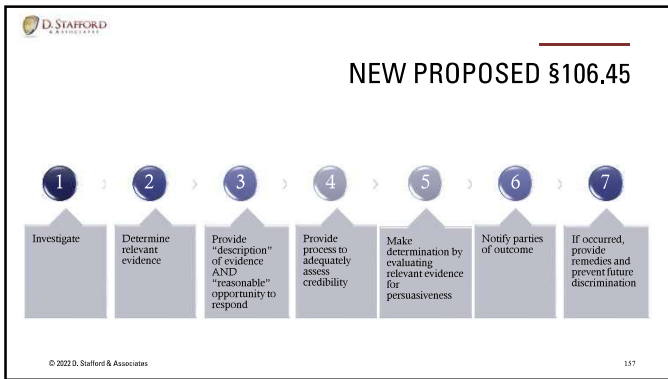 D. STAFFORD
& ASSOCIATES
NEW PROPOSED §106.45
1
2
3
4
5
6
7
Investigate
Determine
relevant
evidence
Provide
“description”
of evidence
AND
“reasonable”
opportunity to
respond
Provide
process to
adequately
assess
credibility
Make
determination by
evaluating
relevant evidence
for
persuasiveness
Notify parties
of outcome
If occurred,
provide
remedies and
prevent future
discrimination
© 2022 D. Stafford & Associates
157